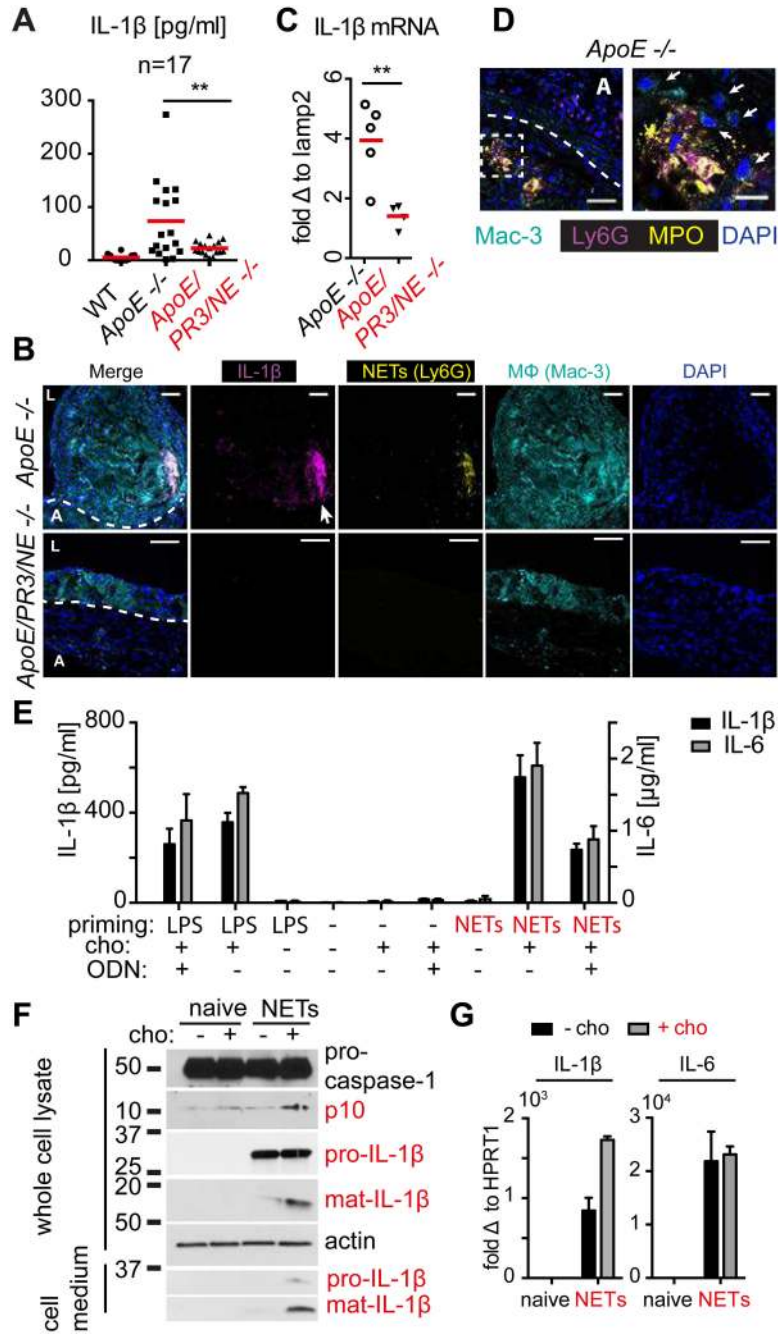 A
IL-1β [pg/ml]
n=17
**
300
200
100
0
WT
ApoE -/-
ApoE/
PR3/NE -/-
C
IL-1β mRNA
**
fold Δ to lamp2
6
4
2
0
ApoE -/-
ApoE/
PR3/NE -/-
D
ApoE -/-
A
Mac-3 Ly6G MPO DAPI
B
Merge IL-1β NETs (Ly6G) MΦ (Mac-3) DAPI
ApoE -/-
L
A
ApoE/PR3/NE -/-
L
A
E
IL-1β [pg/ml]
800
400
0
IL-6 [µg/ml]
2
1
0
IL-1β
IL-6
priming: LPS LPS LPS - - - NETs NETs NETs
cho: + + - - + + - + +
ODN: + - - - - + - - +
F
naive NETs
cho: - + - +
whole cell lysate
50 pro-
caspase-1
10 p10
37
pro-IL-1β
25
20
mat-IL-1β
50
actin
cell
medium
37
pro-IL-1β
mat-IL-1β
G
- cho + cho
IL-1β IL-6
fold Δ to HPRT1
10³
2
1
0
naive NETs
10⁴
3
2
1
0
naive NETs